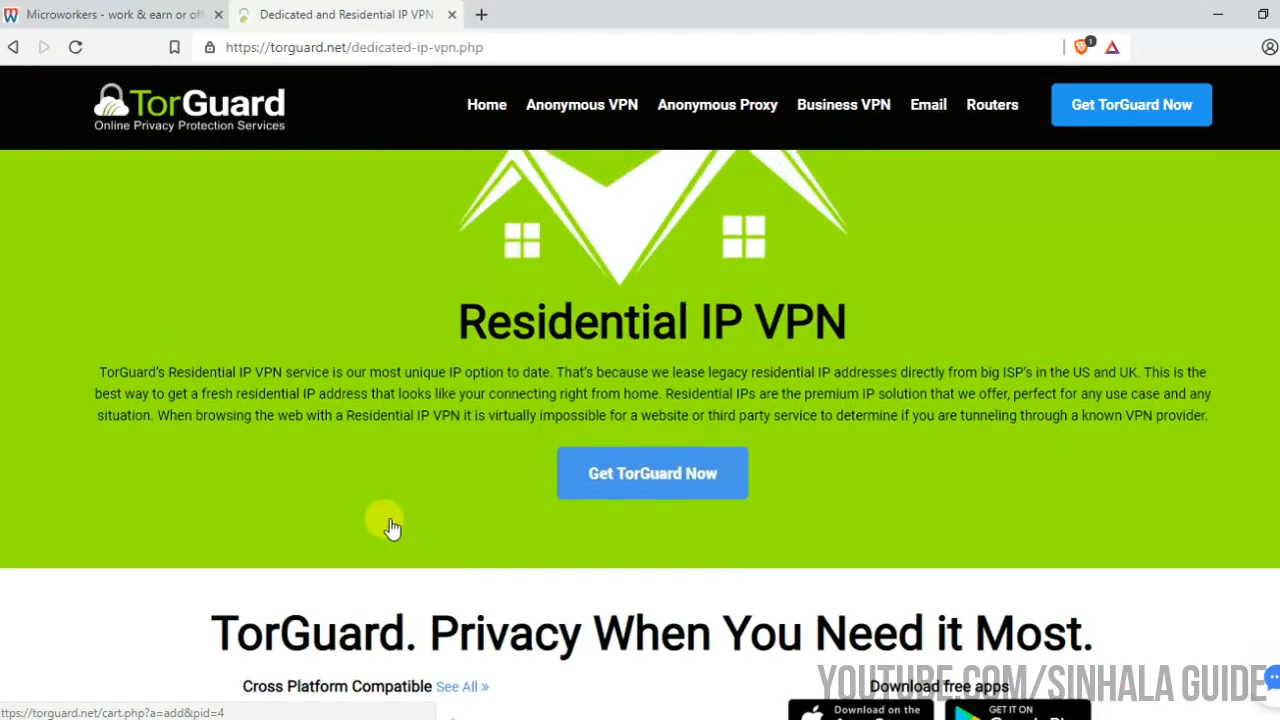 Microworkers - work & earn or off
Dedicated and Residential IP VPN
https://torguard.net/dedicated-ip-vpn.php
1
TorGuard
Online Privacy Protection Services
Home
Anonymous VPN
Anonymous Proxy
Business VPN
Email
Routers
Get TorGuard Now
Residential IP VPN
TorGuard's Residential IP VPN service is our most unique IP option to date. That's because we lease legacy residential IP addresses directly from big ISP's in the US and UK. This is the
best way to get a fresh residential IP address that looks like your connecting right from home. Residential IPs are the premium IP solution that we offer, perfect for any use case and any
situation. When browsing the web with a Residential IP VPN it is virtually impossible for a website or third party service to determine if you are tunneling through a known VPN provider.
Get TorGuard Now
TorGuard. Privacy When You Need it Most.
Cross Platform Compatible See All »
Download free apps
YOUTUBE.COM/SINHALA GUIDE
Download on the
GET IT ON
ttps://torguard.net/cart.php?a=add&pid=4